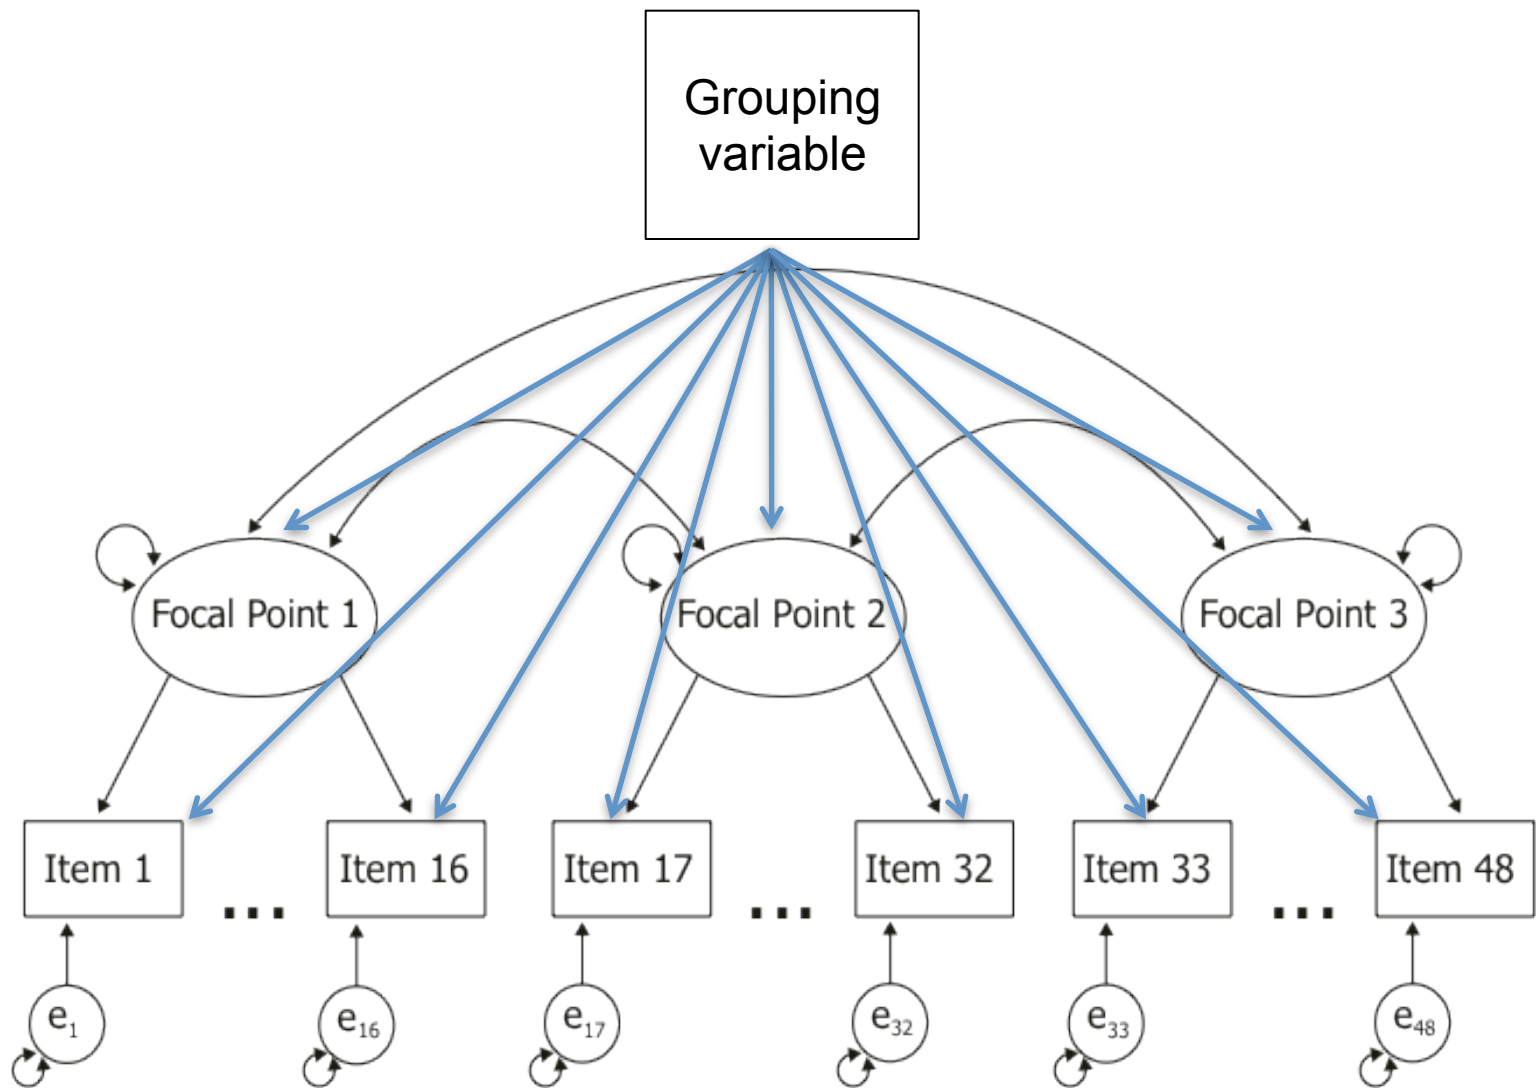 Grouping
variable
Focal Point 1
Focal Point 2
Focal Point 3
Item 1
...
Item 16
Item 17
...
Item 32
Item 33
...
Item 48
e₁
e₁₆
e₁₇
e₃₂
e₃₃
e₄₈